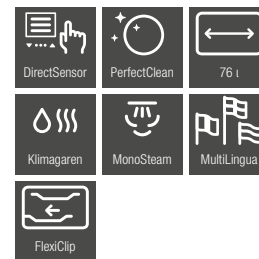 DirectSensor
PerfectClean
76 l
Klimagaren
MonoSteam
MultiLingua
FlexiClip